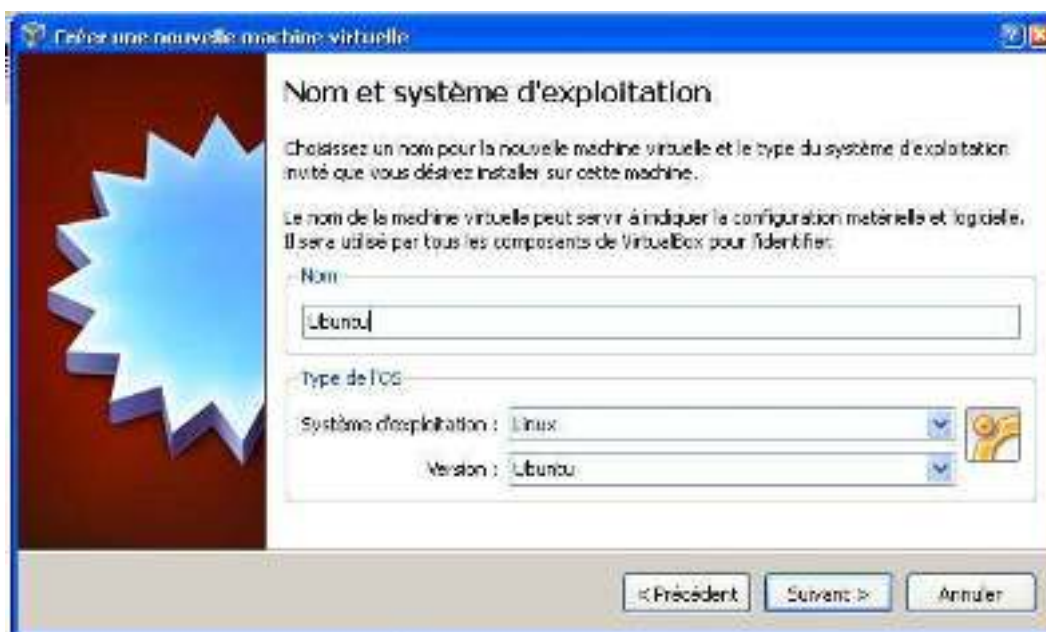 Créer une nouvelle machine virtuelle
Nom et système d'exploitation
Choisissez un nom pour la nouvelle machine virtuelle et le type du système d'exploitation
invité que vous désirez installer sur cette machine.
Le nom de la machine virtuelle peut servir à indiquer la configuration matérielle et logicielle.
Il sera utilisé par tous les composants de VirtualBox pour l'identifier.
Nom
Ubuntu
Type de l'OS
Système d'exploitation : Linux
Version : Ubuntu
< Précédent Suivant > Annuler